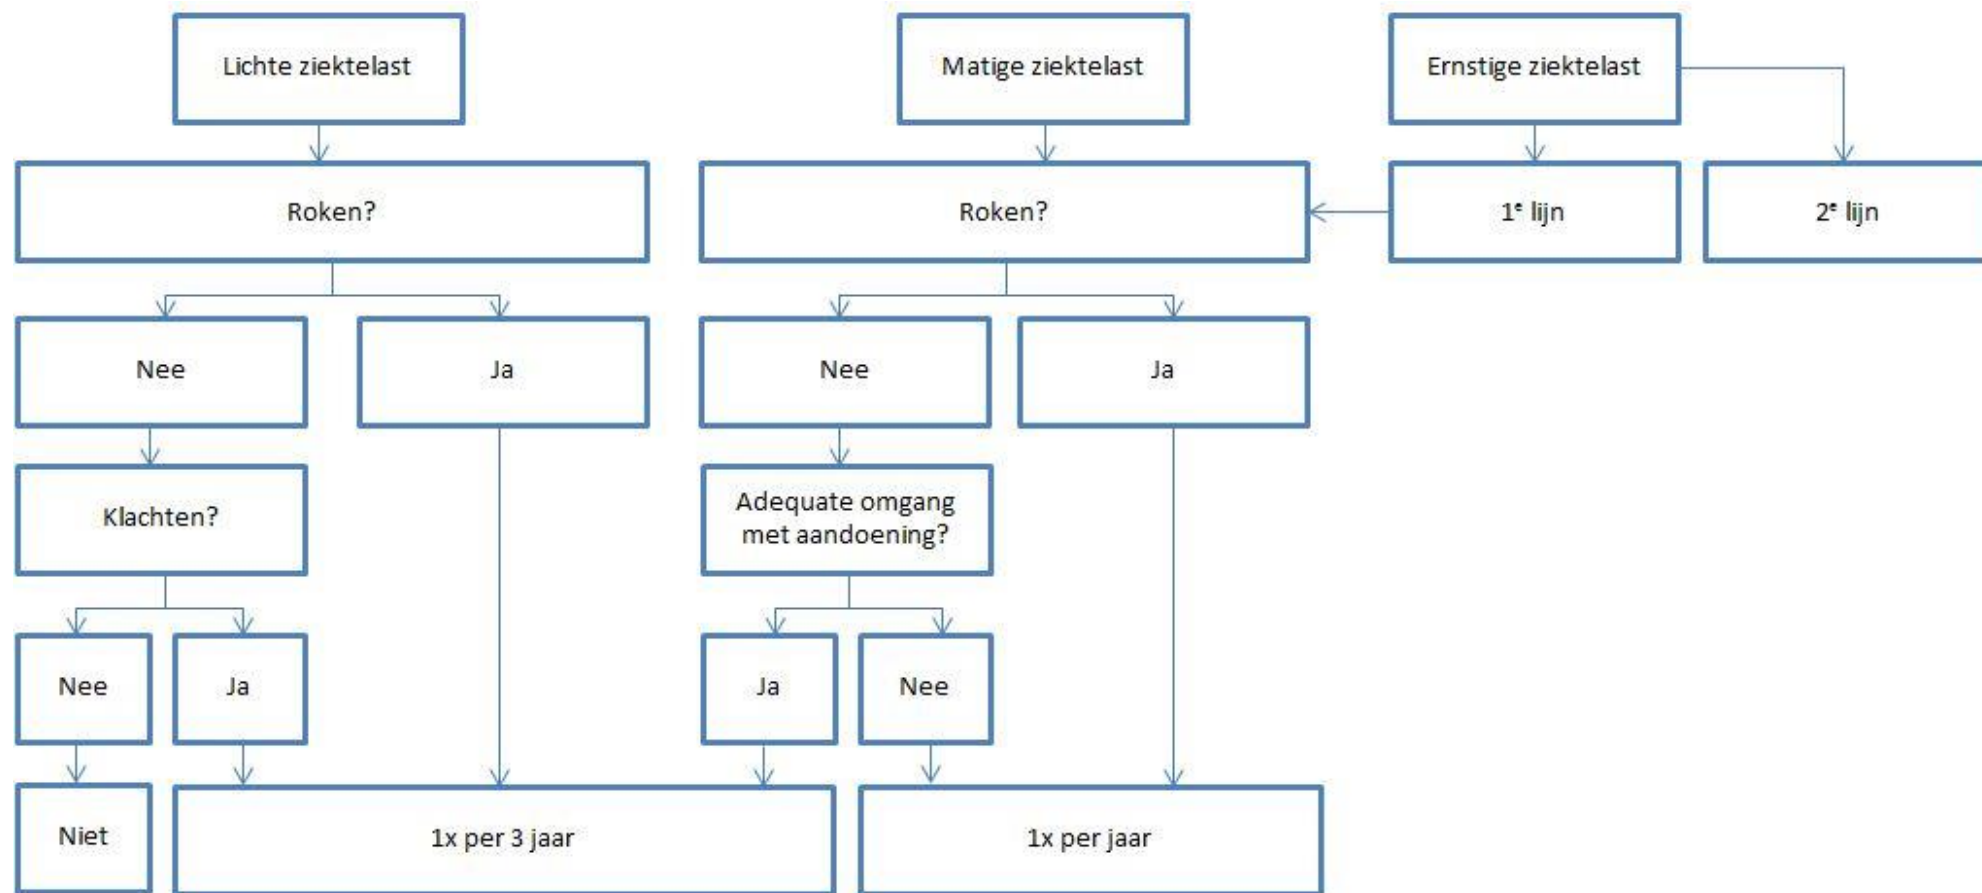 Lichte ziektelast
Matige ziektelast
Ernstige ziektelast
Roken?
Roken?
1ᵉ lijn
2ᵉ lijn
Nee
Ja
Nee
Ja
Klachten?
Adequate omgang
met aandoening?
Nee
Ja
Ja
Nee
Niet
1x per 3 jaar
1x per jaar